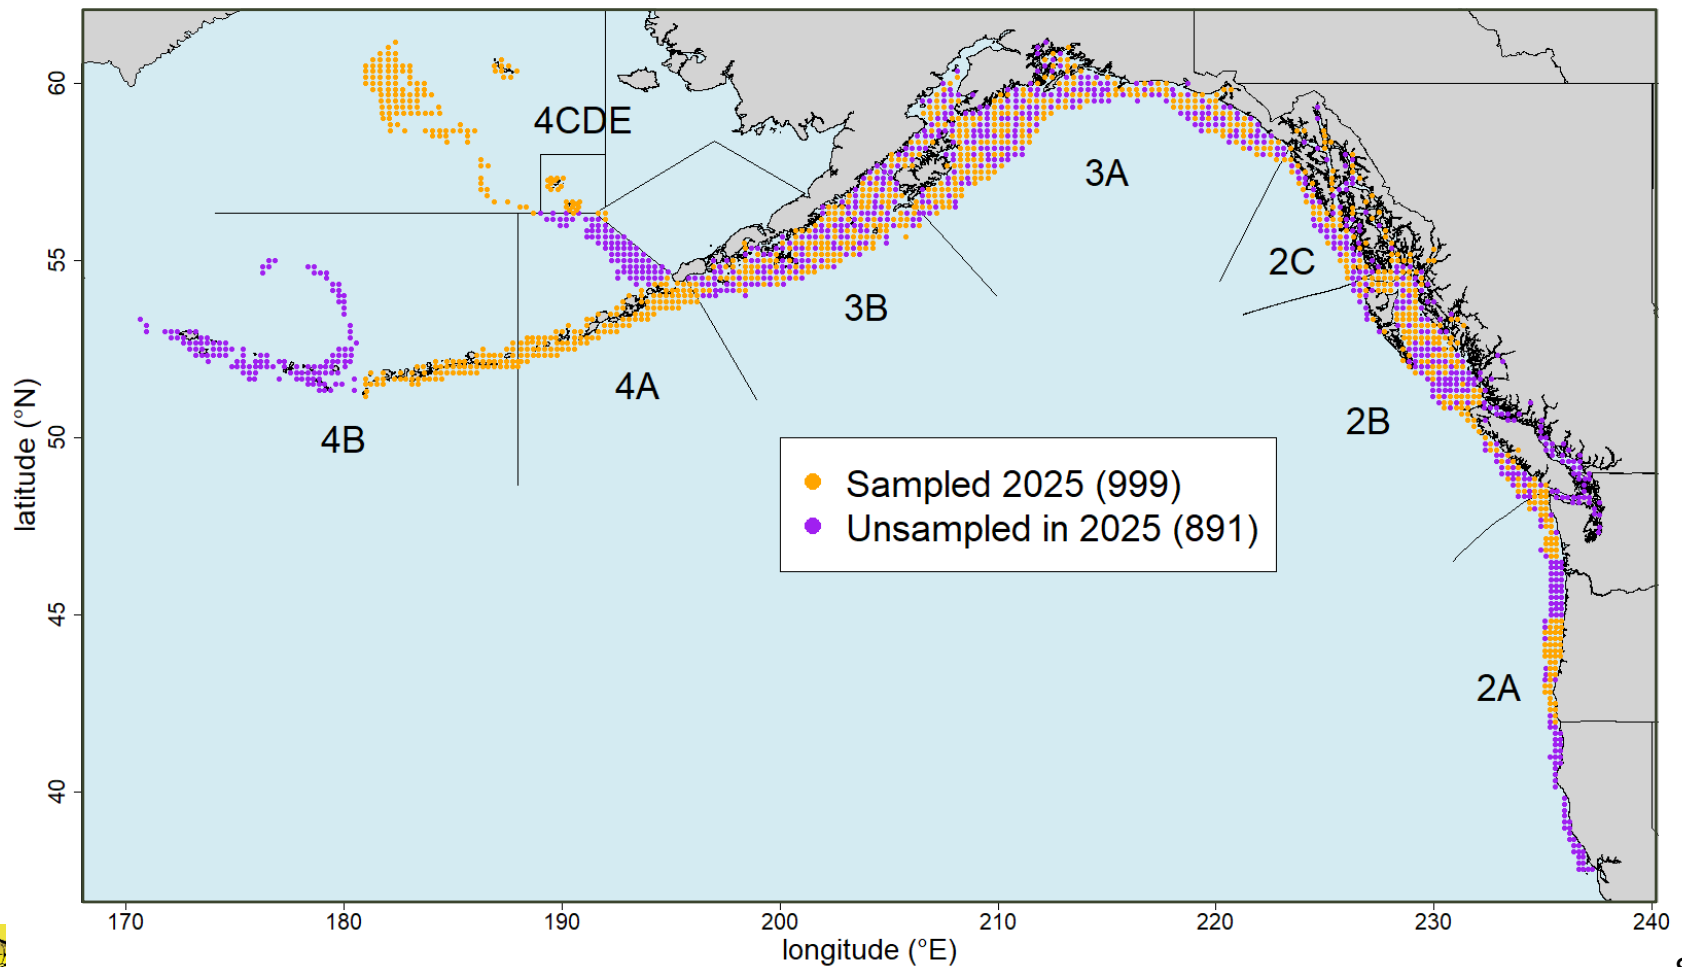 60
55
50
45
40
latitude (°N)
4CDE
3A
2C
3B
4A
2B
4B
Sampled 2025 (999)
Unsampled in 2025 (891)
2A
170
180
190
200
210
220
230
240
longitude (°E)